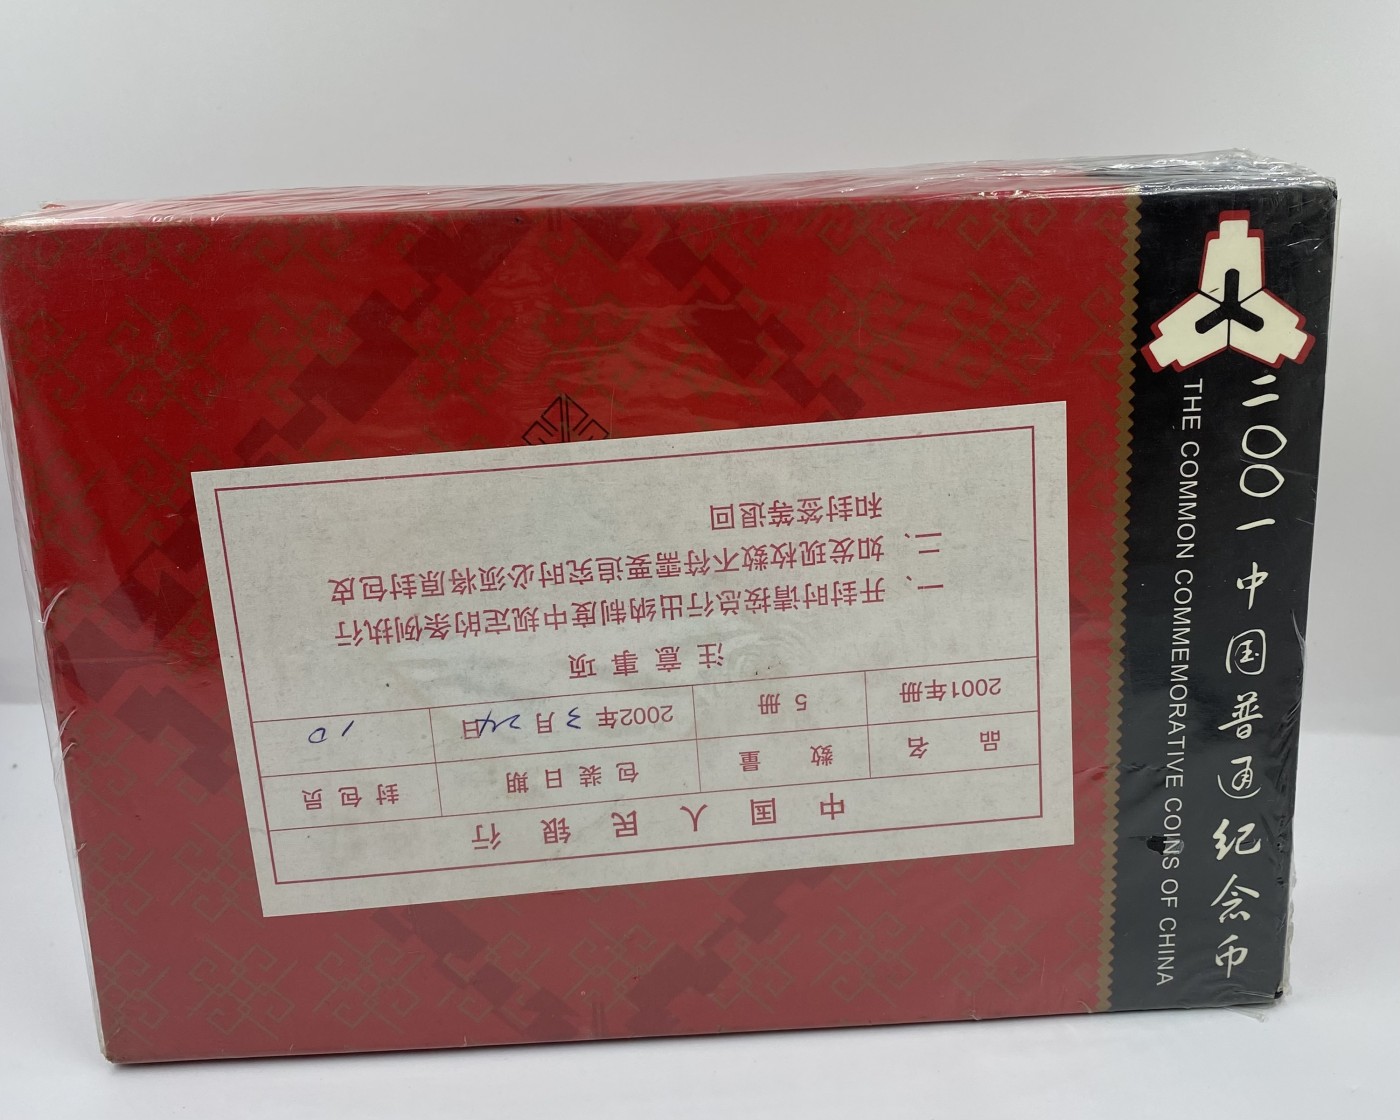 中国人民银行
品名 数量 包装日期 封包员
2001年册 5册 2002年3月24日 10
注意事项
一、开封时请按总行出纳制度中规定的条例执行
二、如发现枚数不符需要追究时必须将原封包皮
和封签等退回
二〇〇一中国普通纪念币
THE COMMON COMMEMORATIVE COINS OF CHINA